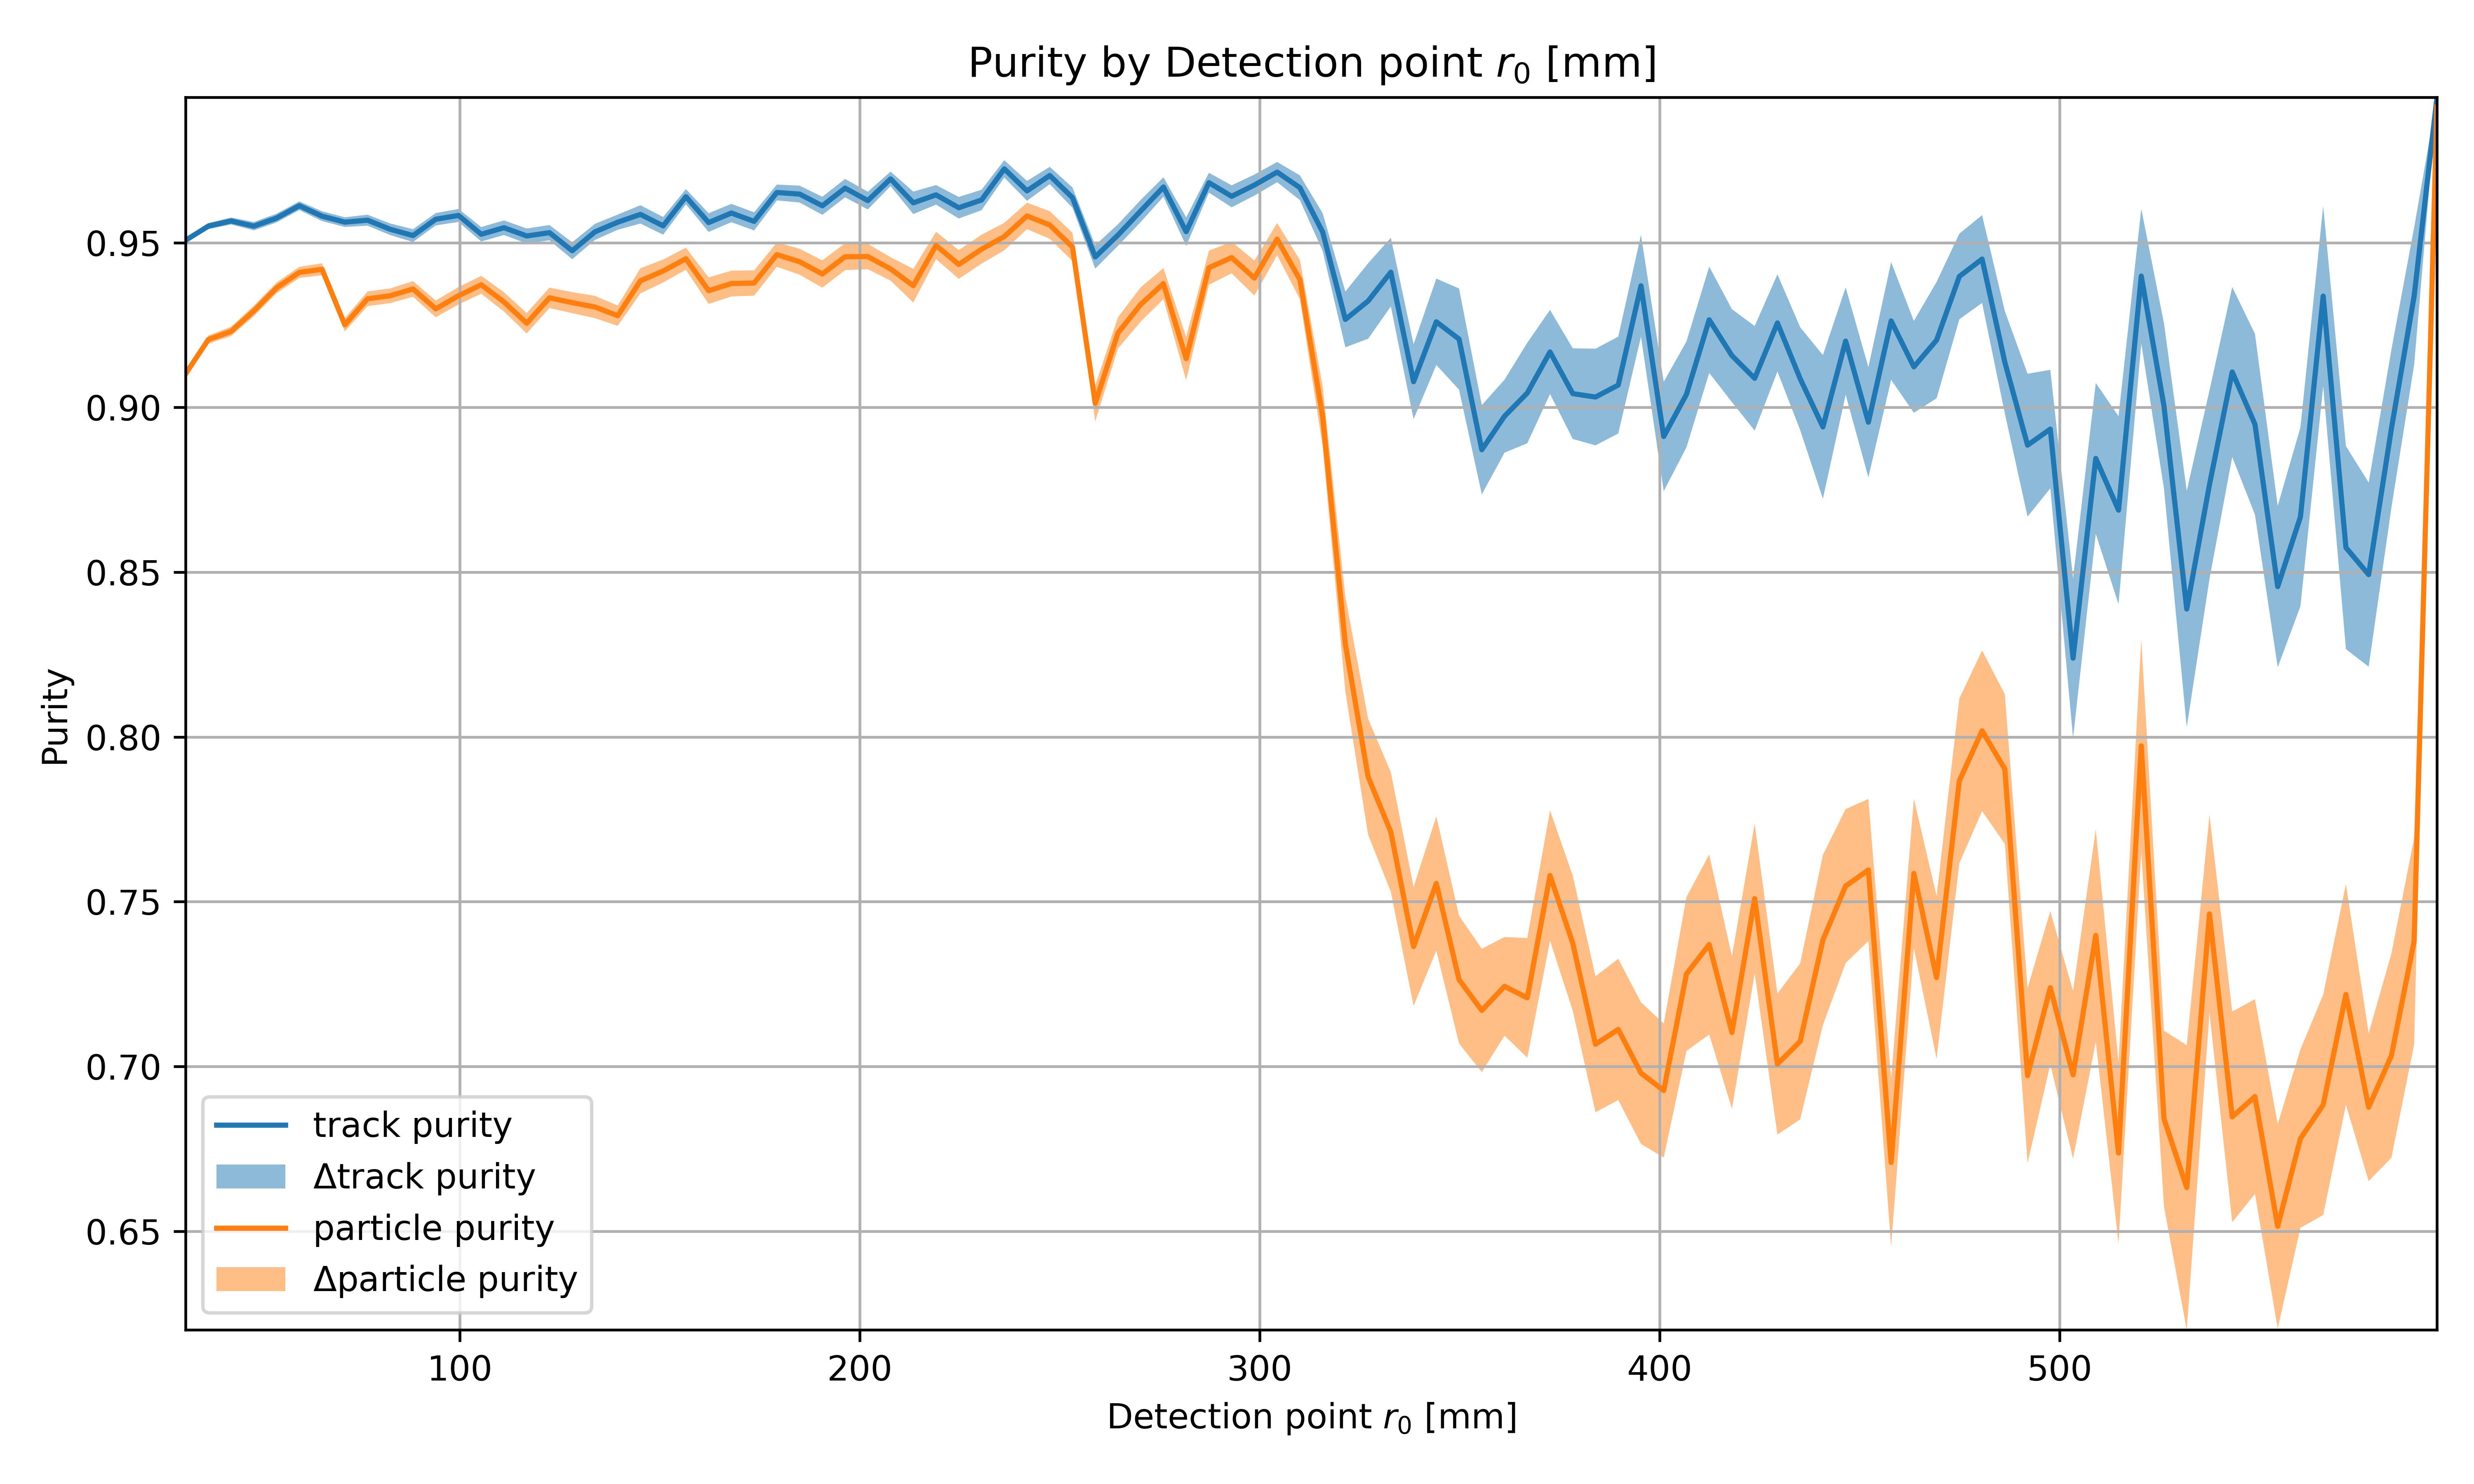 Purity by Detection point r₀ [mm]
Purity
0.95
0.90
0.85
0.80
0.75
0.70
0.65
track purity
Δtrack purity
particle purity
Δparticle purity
100 200 300 400 500
Detection point r₀ [mm]